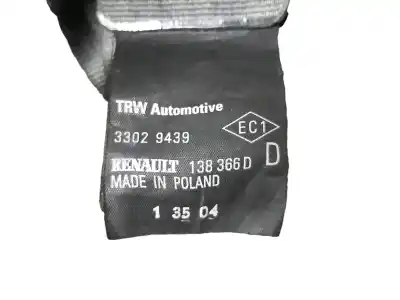 TRW Automotive
EC1
3302 9439
RENAULT 138 366 D D
MADE IN POLAND
1 35 04